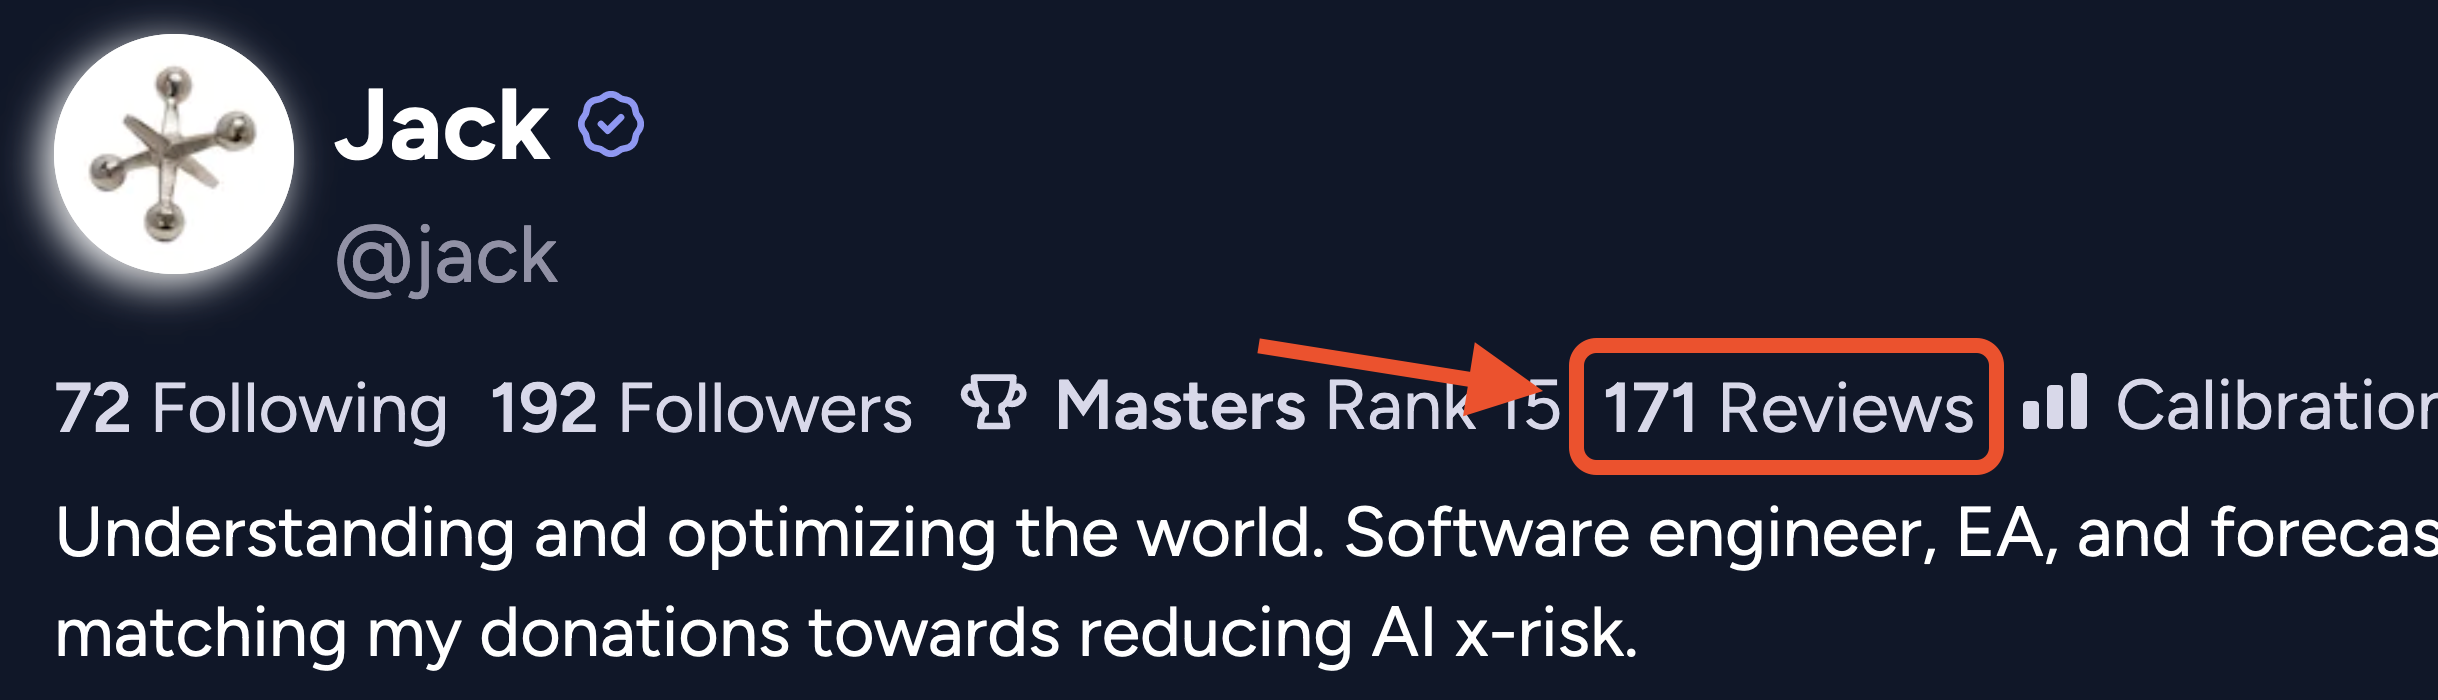 Jack
@jack
72 Following 192 Followers Masters Rank 15 171 Reviews Calibration
Understanding and optimizing the world. Software engineer, EA, and forecas
matching my donations towards reducing AI x-risk.